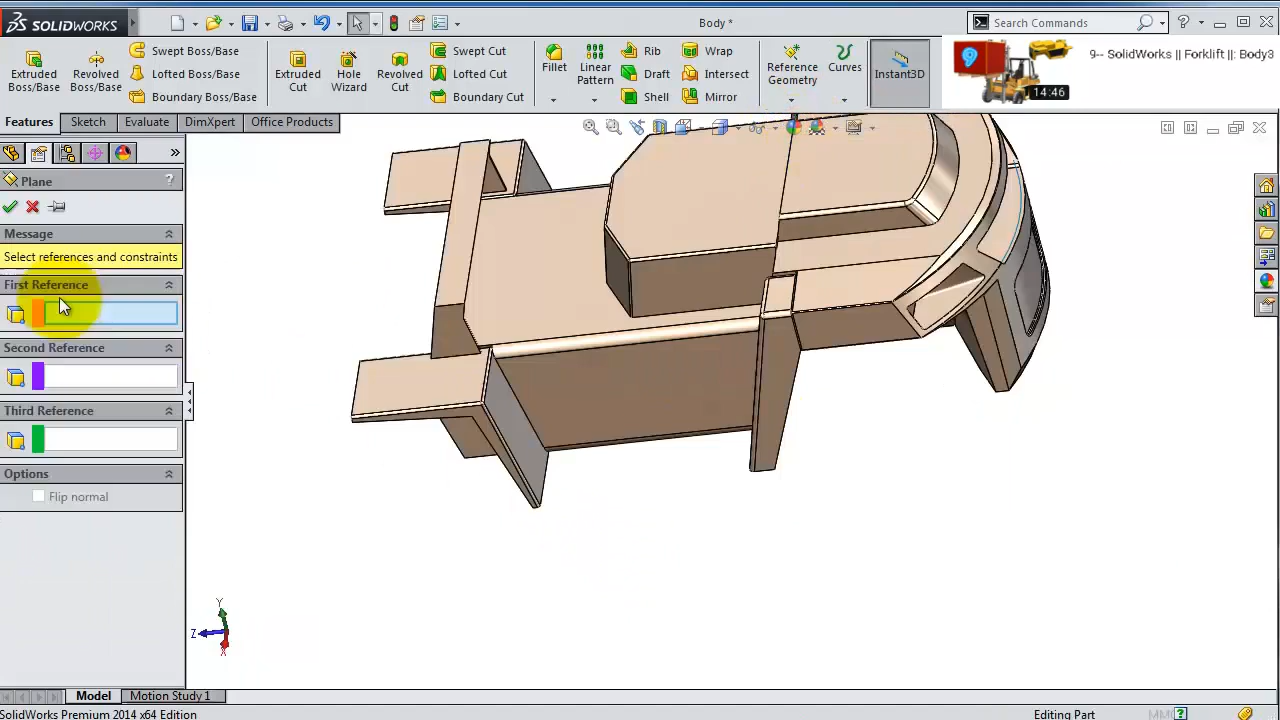 SOLIDWORKS
Body *
Search Commands
Extruded Boss/Base
Revolved Boss/Base
Swept Boss/Base
Lofted Boss/Base
Boundary Boss/Base
Extruded Cut
Hole Wizard
Revolved Cut
Swept Cut
Lofted Cut
Boundary Cut
Fillet
Linear Pattern
Rib
Draft
Shell
Wrap
Intersect
Mirror
Reference Geometry
Curves
Instant3D
9
14:46
9-- SolidWorks || Forklift ||: Body3
Features
Sketch
Evaluate
DimXpert
Office Products
Plane
?
Message
Select references and constraints
First Reference
Second Reference
Third Reference
Options
Flip normal
Y
Z
X
Model
Motion Study 1
SolidWorks Premium 2014 x64 Edition
Editing Part